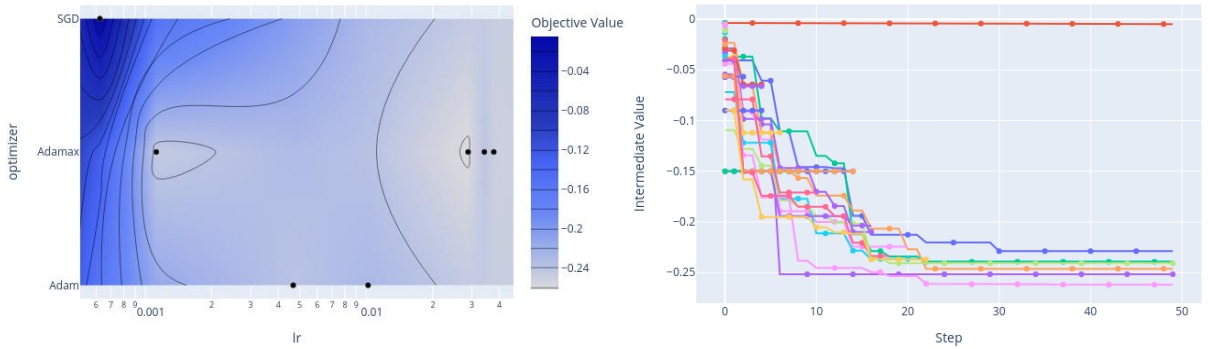 SGD
Adamax
Adam
optimizer
6 7 8 9 0.001 2 3 4 5 6 7 8 9 0.01 2 3 4
lr
Objective Value
−0.04
−0.08
−0.12
−0.16
−0.2
−0.24
Intermediate Value
0
−0.05
−0.1
−0.15
−0.2
−0.25
0 10 20 30 40 50
Step